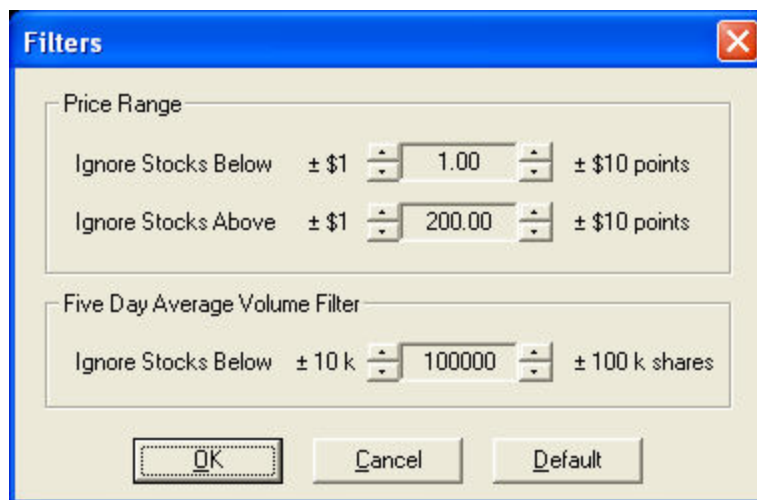 Filters
Price Range
Ignore Stocks Below ± $1 1.00 ± $10 points
Ignore Stocks Above ± $1 200.00 ± $10 points
Five Day Average Volume Filter
Ignore Stocks Below ± 10 k 100000 ± 100 k shares
OK Cancel Default